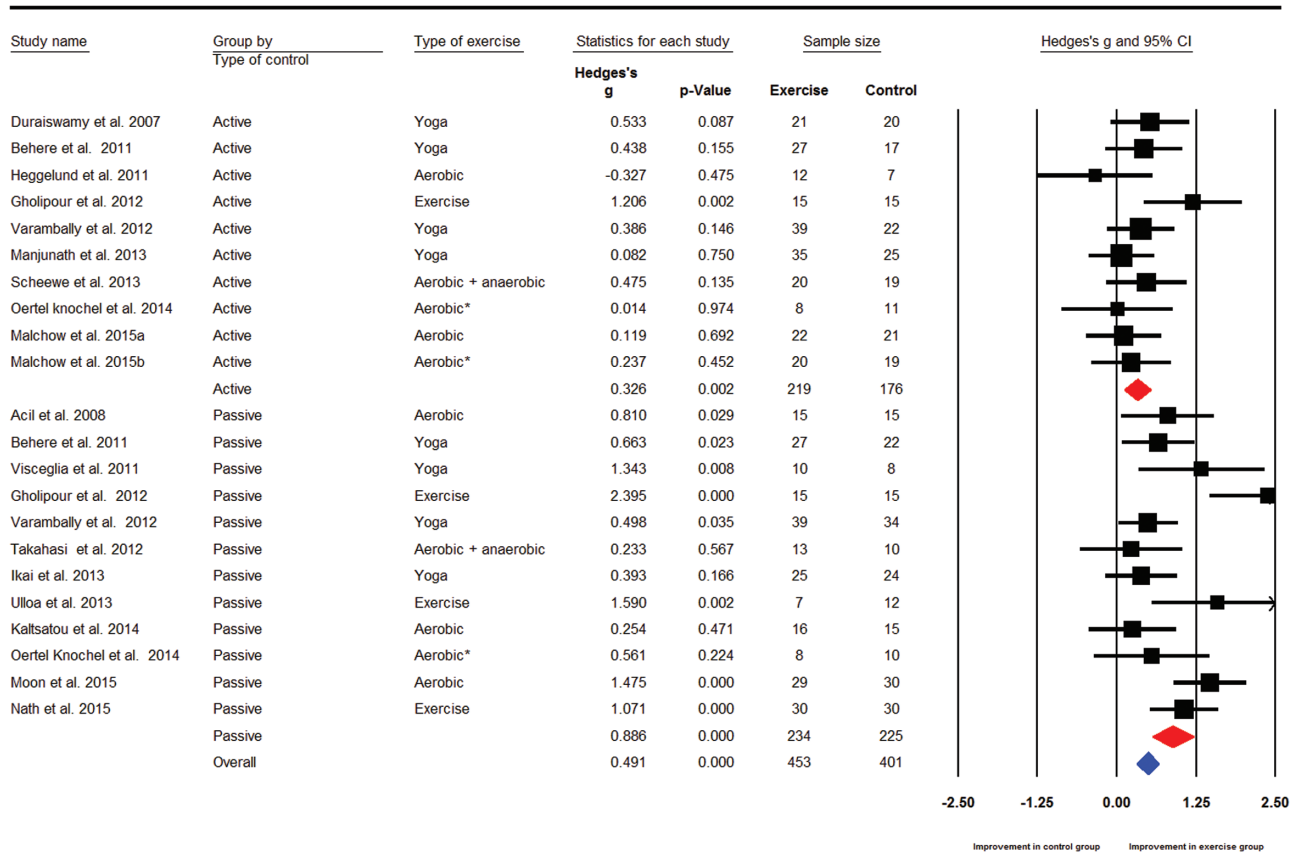 Study name Group by Type of exercise Statistics for each study Sample size Hedges's g and 95% CI
Type of control
Hedges's
g p-Value Exercise Control
Duraiswamy et al. 2007 Active Yoga 0.533 0.087 21 20
Behere et al. 2011 Active Yoga 0.438 0.155 27 17
Heggelund et al. 2011 Active Aerobic -0.327 0.475 12 7
Gholipour et al. 2012 Active Exercise 1.206 0.002 15 15
Varambally et al. 2012 Active Yoga 0.386 0.146 39 22
Manjunath et al. 2013 Active Yoga 0.082 0.750 35 25
Scheewe et al. 2013 Active Aerobic + anaerobic 0.475 0.135 20 19
Oertel knochel et al. 2014 Active Aerobic* 0.014 0.974 8 11
Malchow et al. 2015a Active Aerobic 0.119 0.692 22 21
Malchow et al. 2015b Active Aerobic* 0.237 0.452 20 19
Active 0.326 0.002 219 176
Acil et al. 2008 Passive Aerobic 0.810 0.029 15 15
Behere et al. 2011 Passive Yoga 0.663 0.023 27 22
Visceglia et al. 2011 Passive Yoga 1.343 0.008 10 8
Gholipour et al. 2012 Passive Exercise 2.395 0.000 15 15
Varambally et al. 2012 Passive Yoga 0.498 0.035 39 34
Takahasi et al. 2012 Passive Aerobic + anaerobic 0.233 0.567 13 10
Ikai et al. 2013 Passive Yoga 0.393 0.166 25 24
Ulloa et al. 2013 Passive Exercise 1.590 0.002 7 12
Kaltsatou et al. 2014 Passive Aerobic 0.254 0.471 16 15
Oertel Knochel et al. 2014 Passive Aerobic* 0.561 0.224 8 10
Moon et al. 2015 Passive Aerobic 1.475 0.000 29 30
Nath et al. 2015 Passive Exercise 1.071 0.000 30 30
Passive 0.886 0.000 234 225
Overall 0.491 0.000 453 401
-2.50 -1.25 0.00 1.25 2.50
Improvement in control group Improvement in exercise group